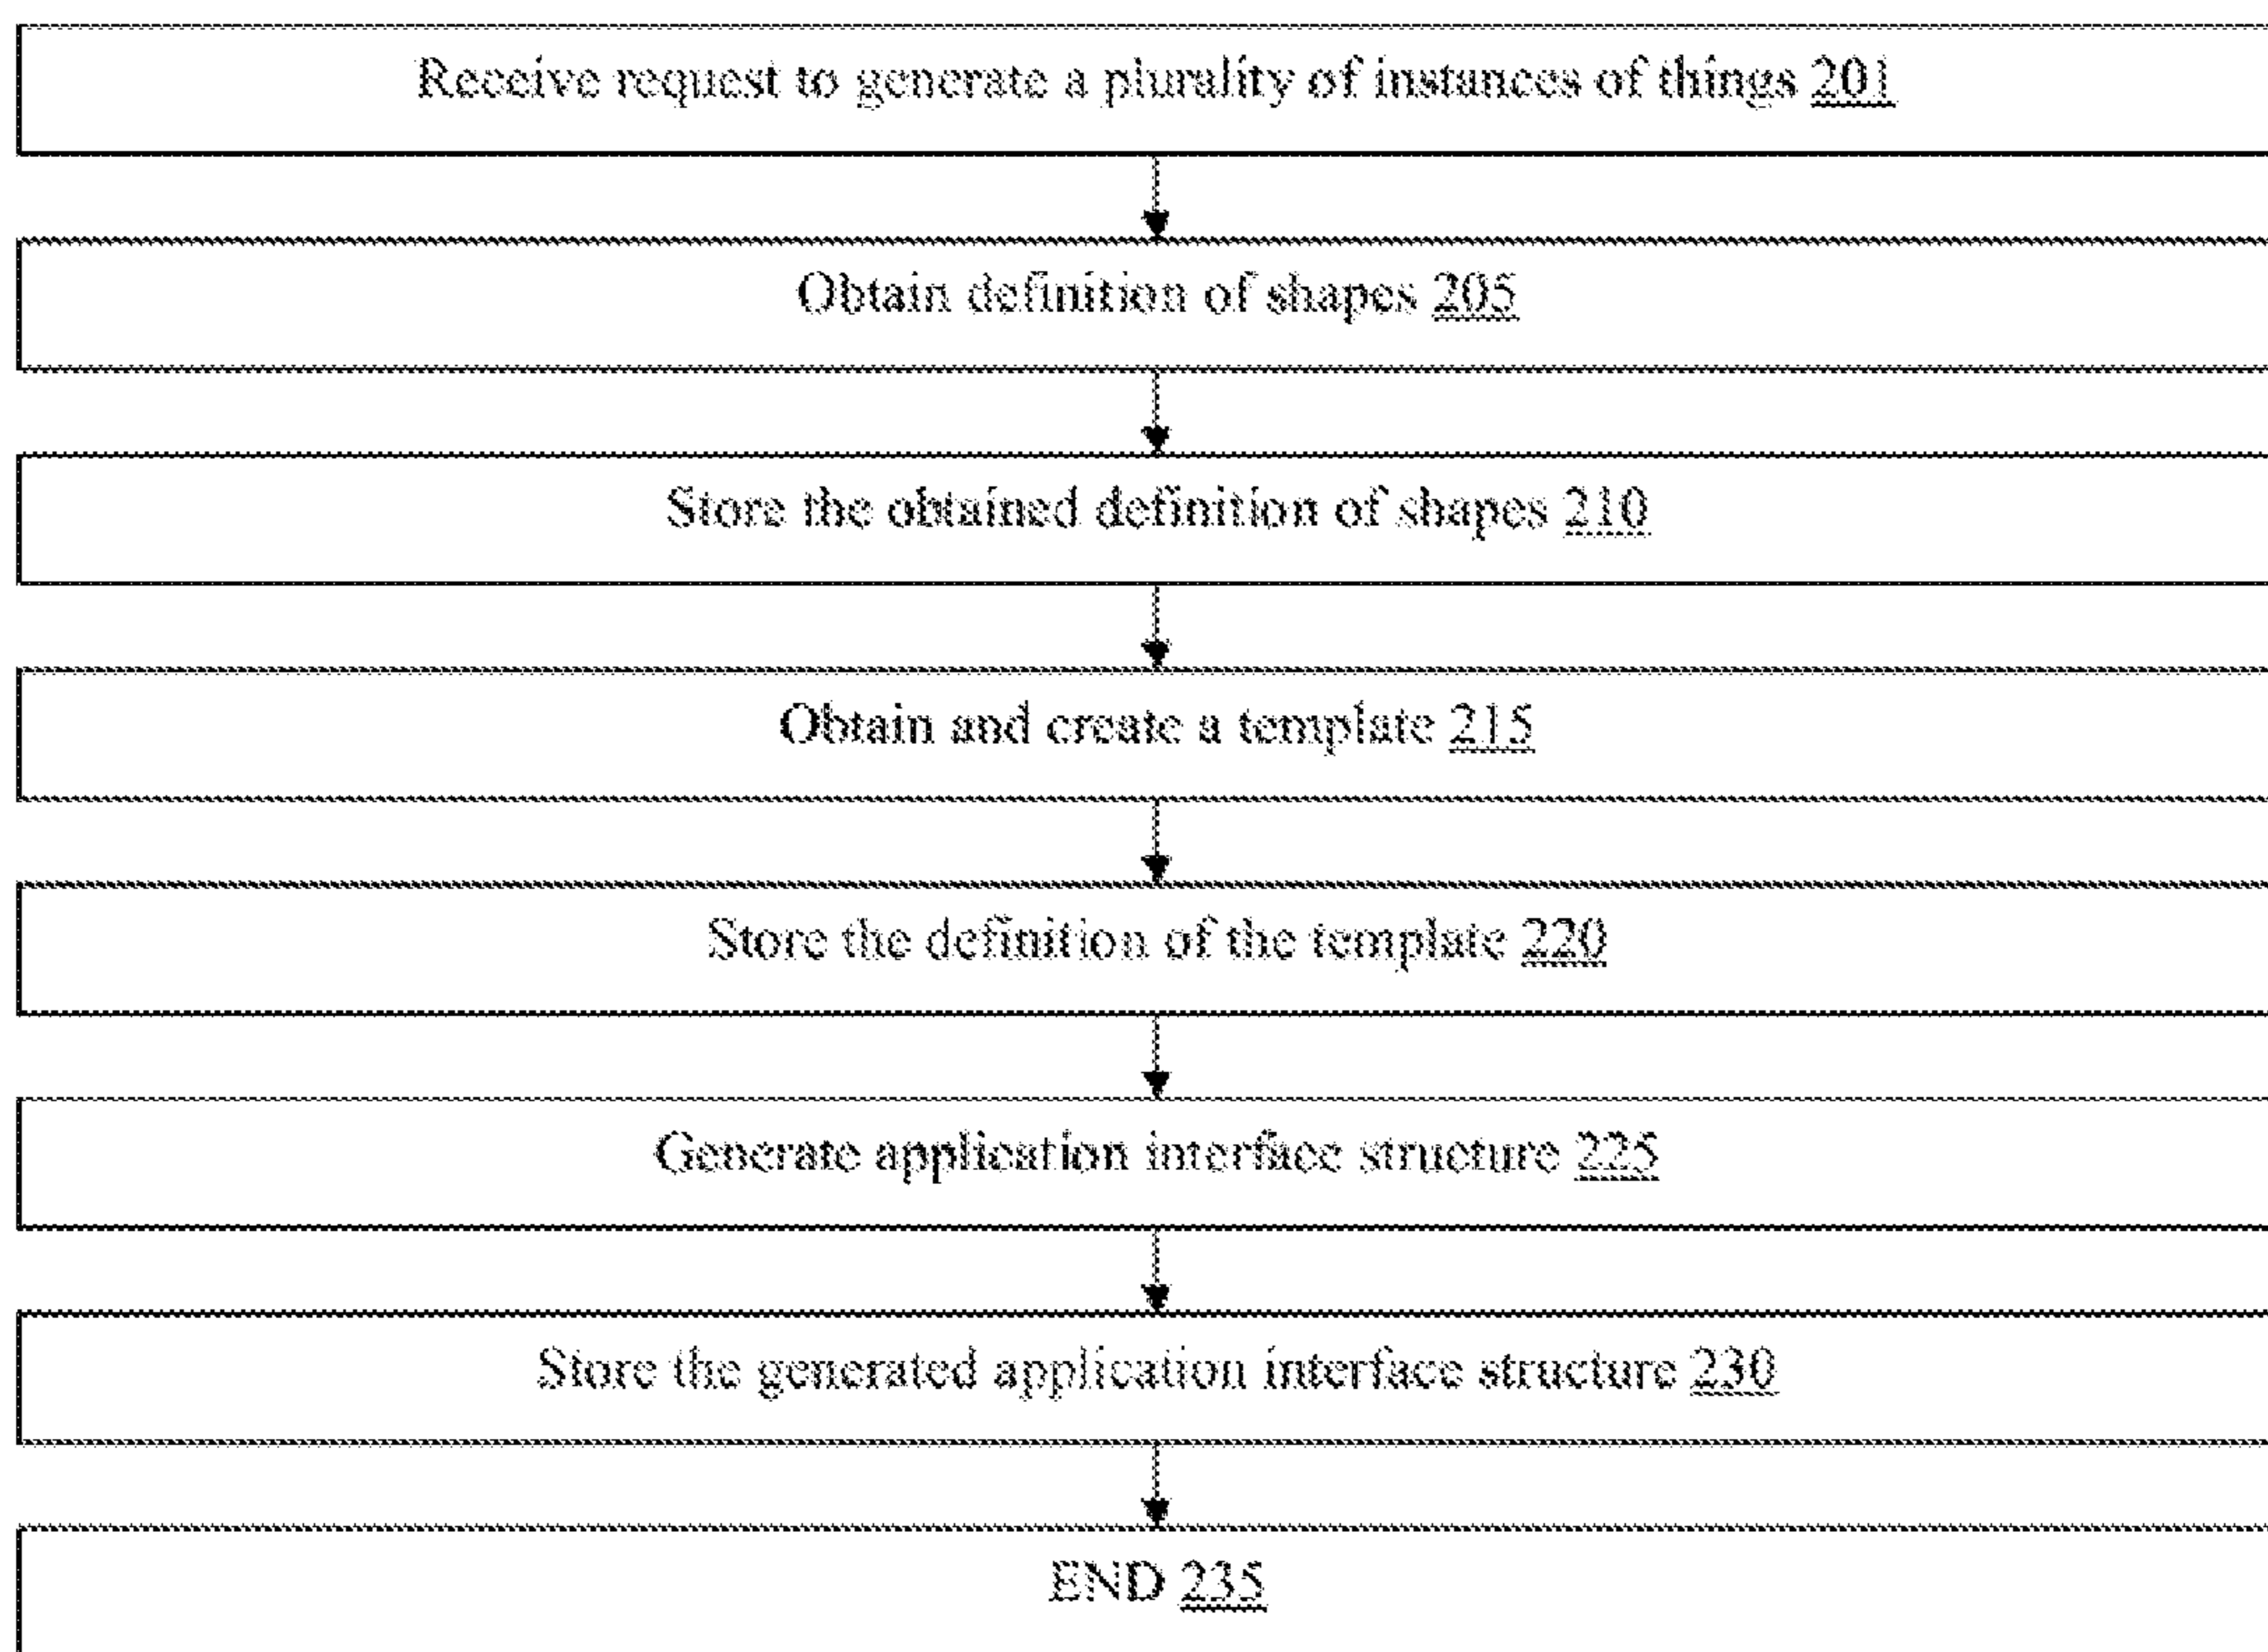 Receive request to generate a plurality of instances of things 201
Obtain definition of shapes 205
Store the obtained definition of shapes 210
Obtain and create a template 215
Store the definition of the template 220
Generate application interface structure 225
Store the generated application interface structure 230
END 235